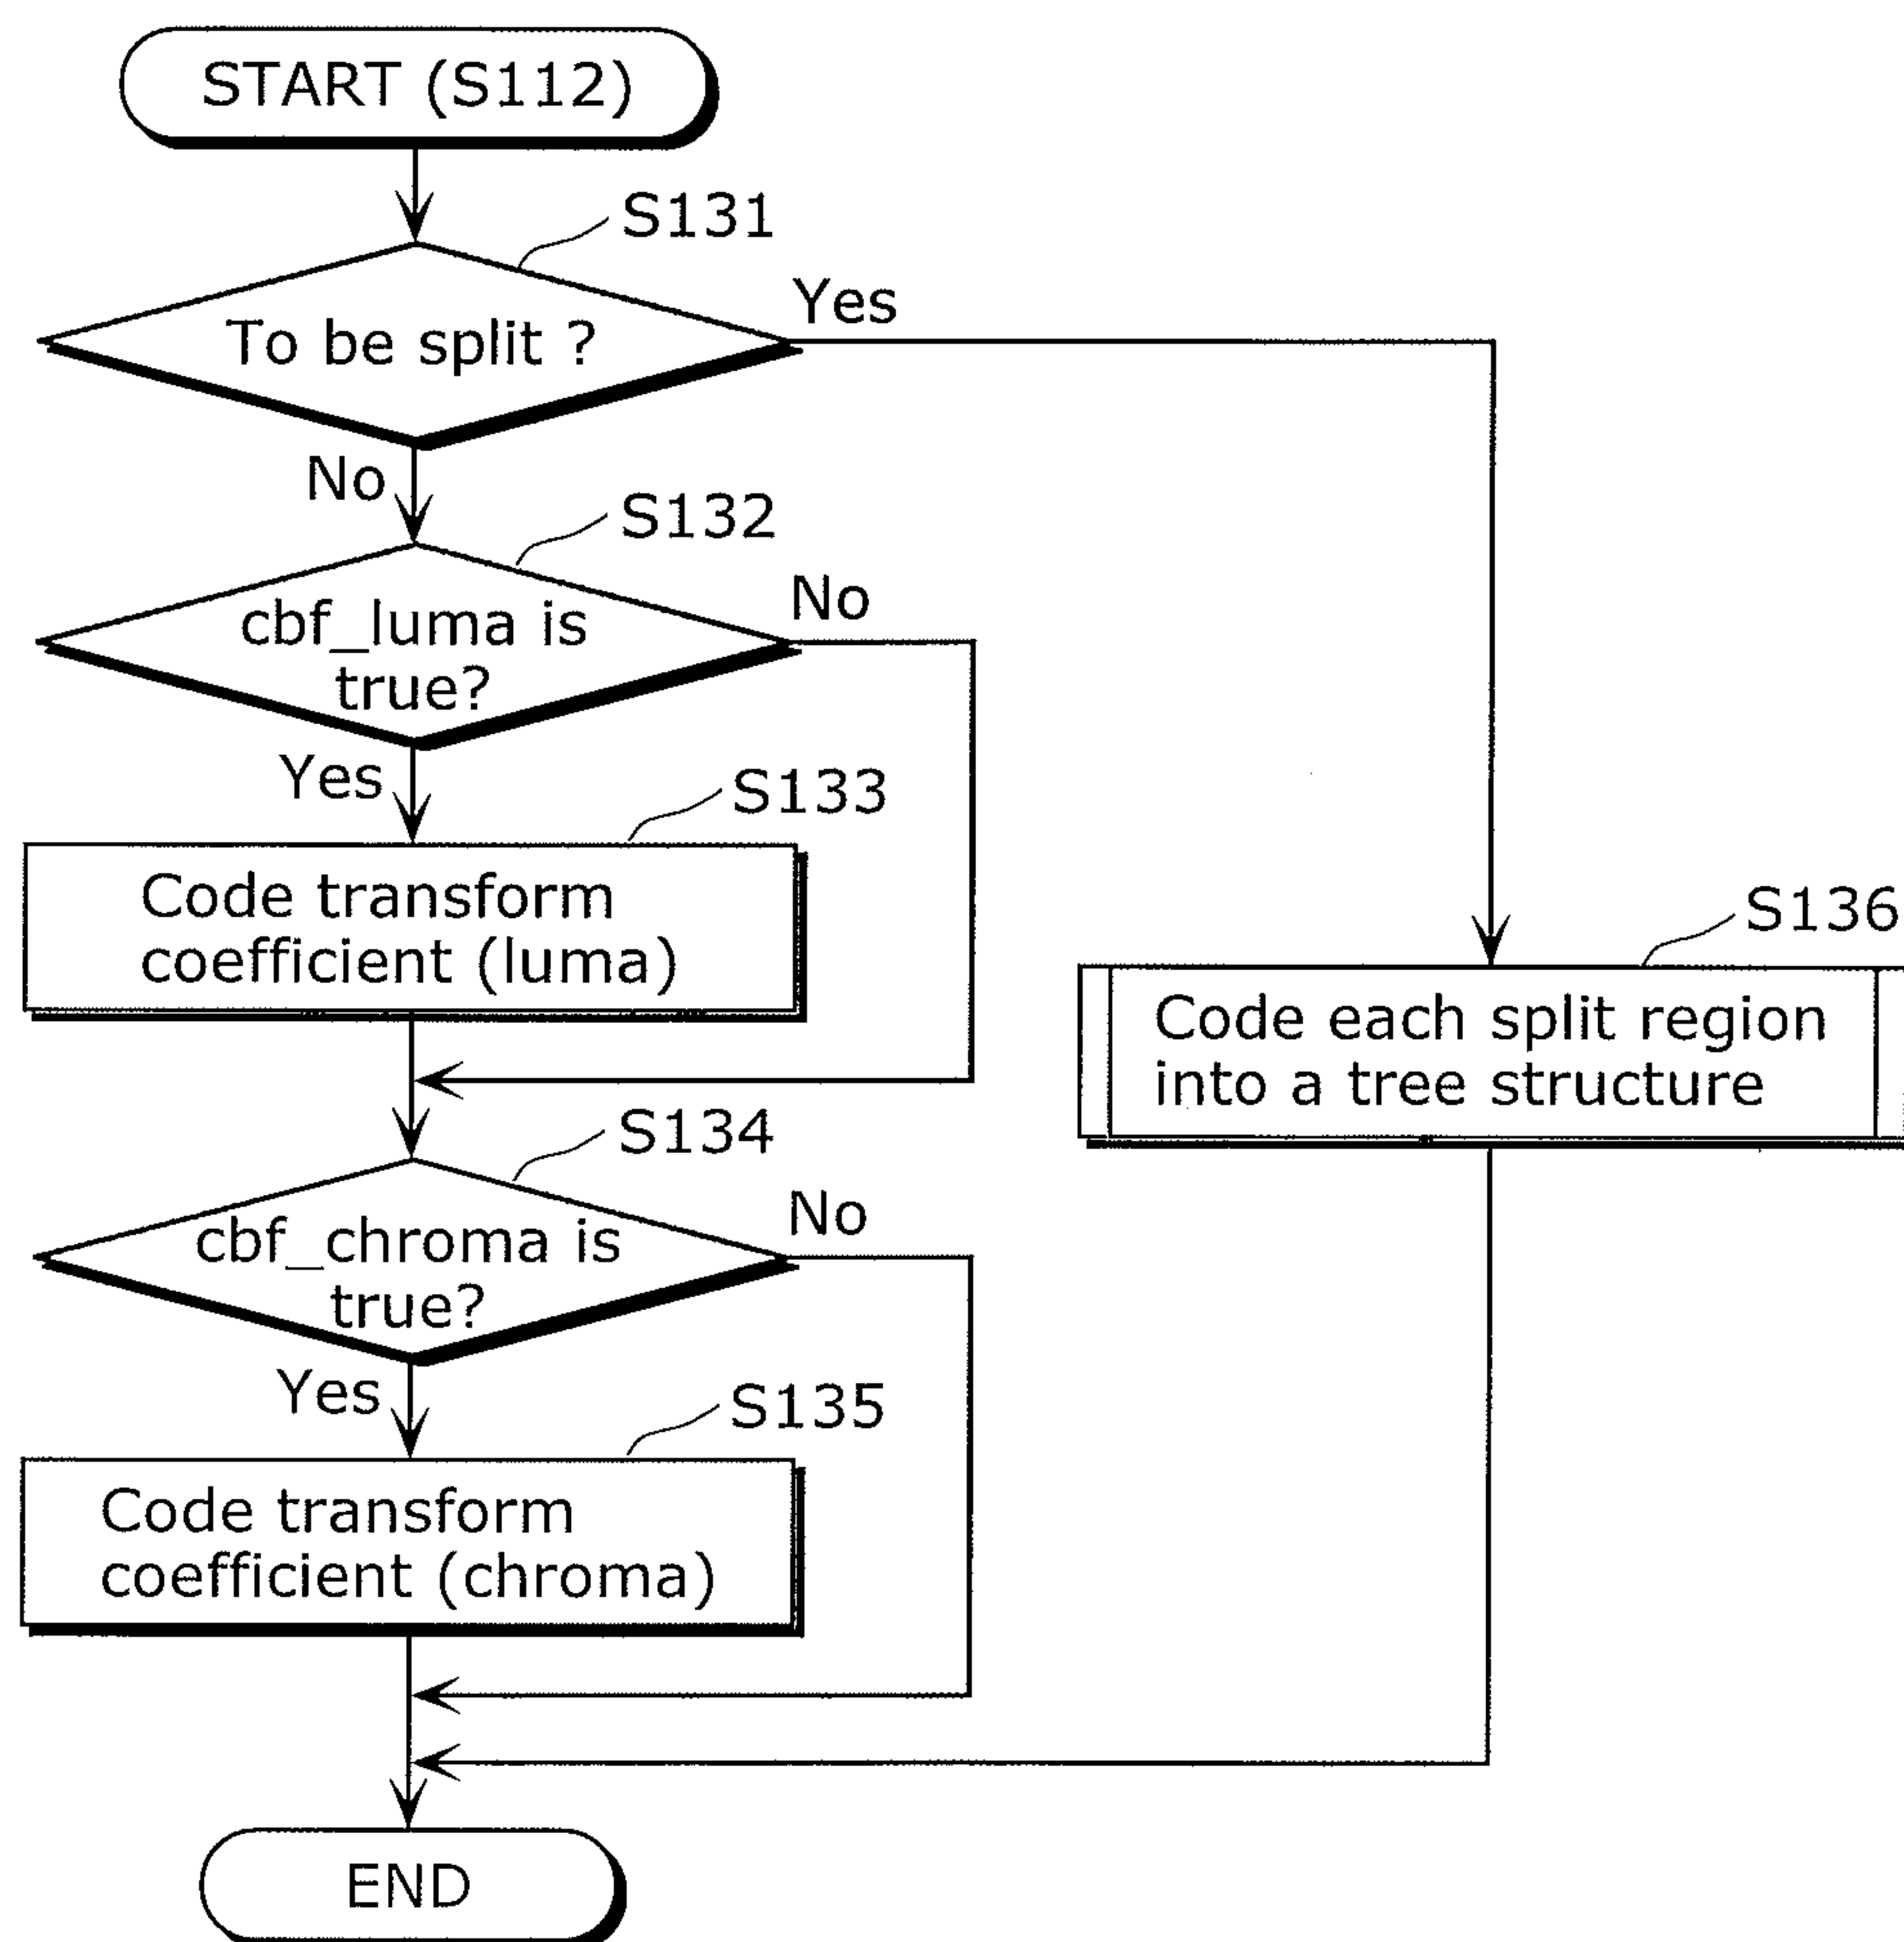 START (S112)
S131
To be split ?
Yes
No
S132
cbf_luma is
true?
No
Yes
S133
Code transform
coefficient (luma)
S136
Code each split region
into a tree structure
S134
cbf_chroma is
true?
No
Yes
S135
Code transform
coefficient (chroma)
END